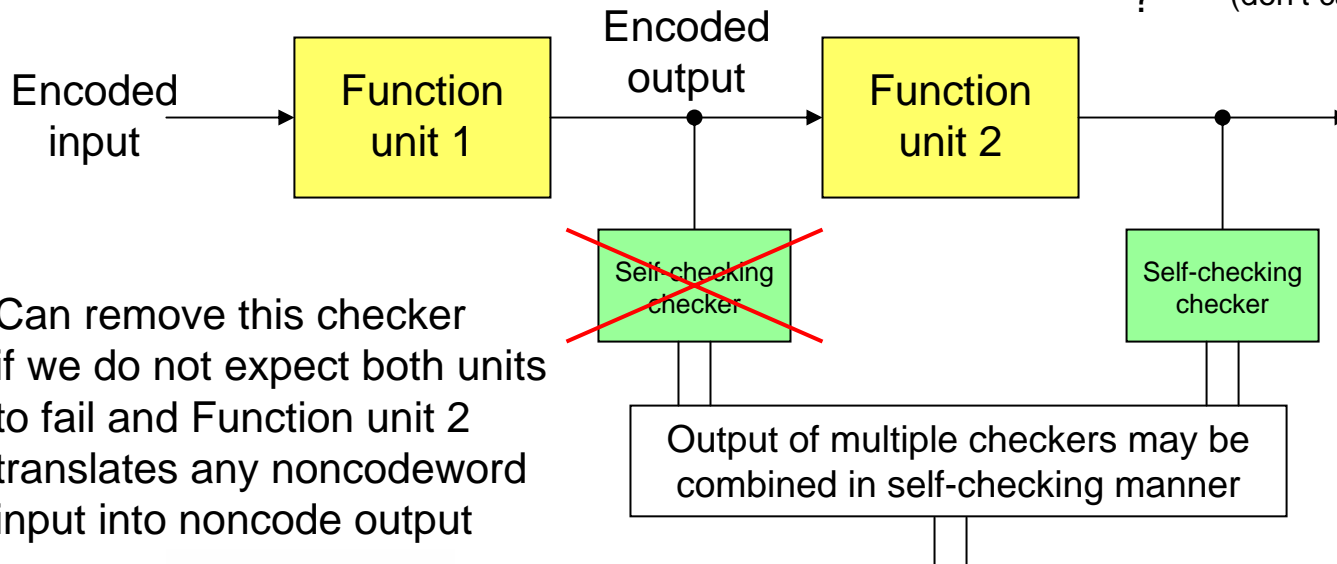 ?
(don't
Encoded
input
Function
unit 1
Encoded
output
Function
unit 2
Self-checking
checker
Self-checking
checker
Can remove this checker
if we do not expect both units
to fail and Function unit 2
translates any noncodeword
input into noncode output
Output of multiple checkers may be
combined in self-checking manner